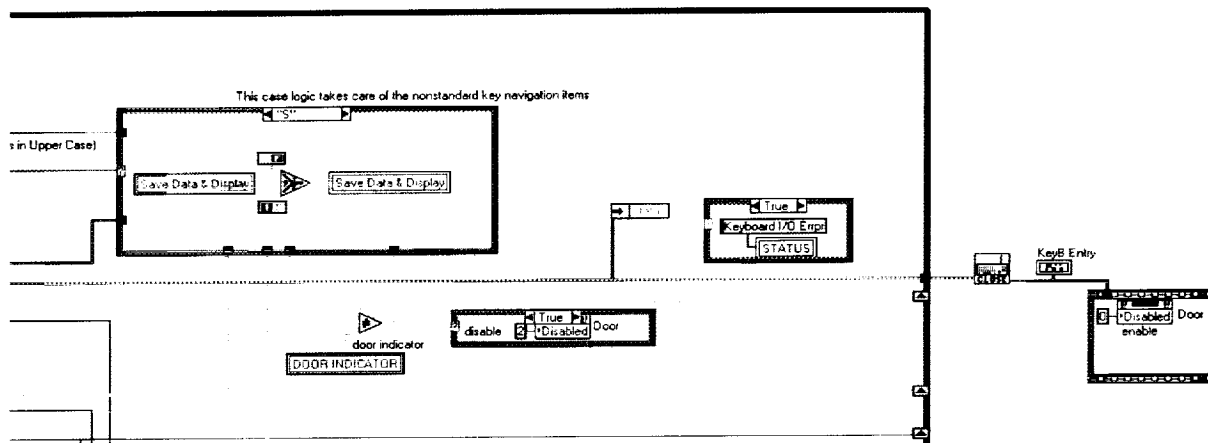 This case logic takes care of the nonstandard key navigation items
"S"
s in Upper Case)
Save Data & Display
Save Data & Display
True
Keyboard I/O Error
STATUS
KeyB Entry
CLOSE
True
disable
2
Disabled
Door
door indicator
DOOR INDICATOR
0
Disabled
Door
enable